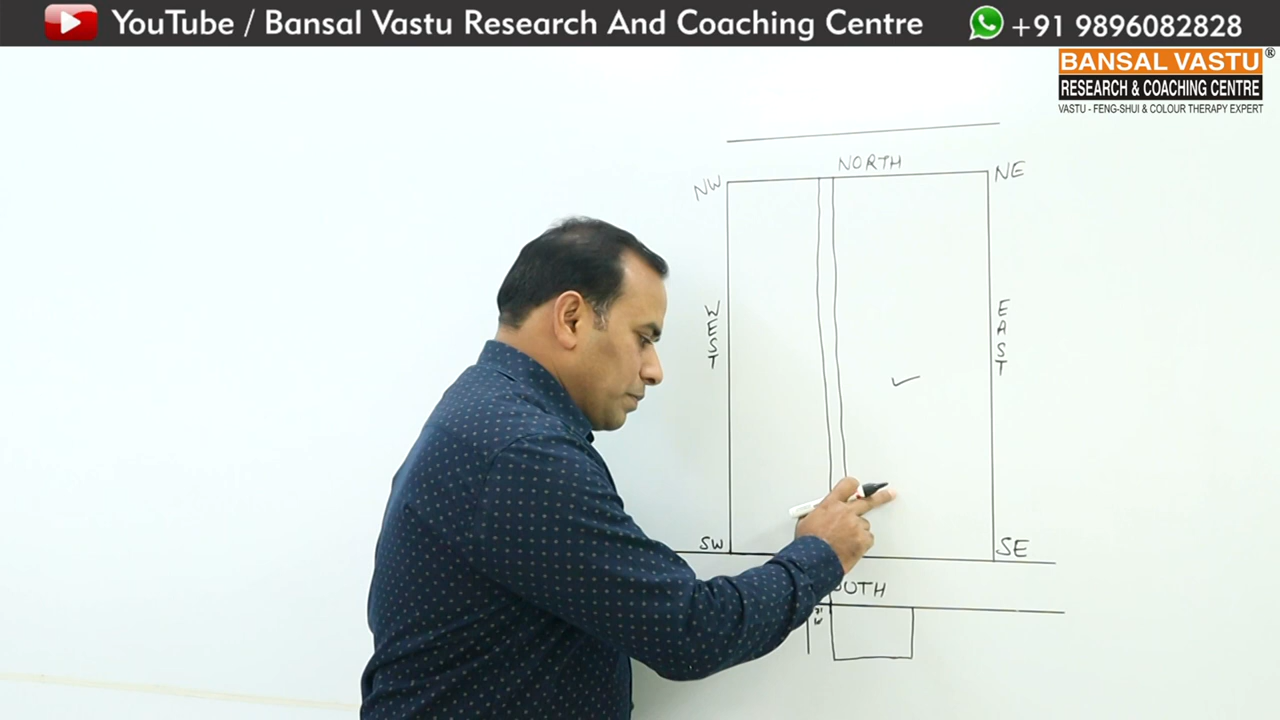 YouTube / Bansal Vastu Research And Coaching Centre
+91 9896082828
BANSAL VASTU®
RESEARCH & COACHING CENTRE
VASTU - FENG-SHUI & COLOUR THERAPY EXPERT
NORTH
NW
NE
WEST
EAST
SW
SE
OUTH